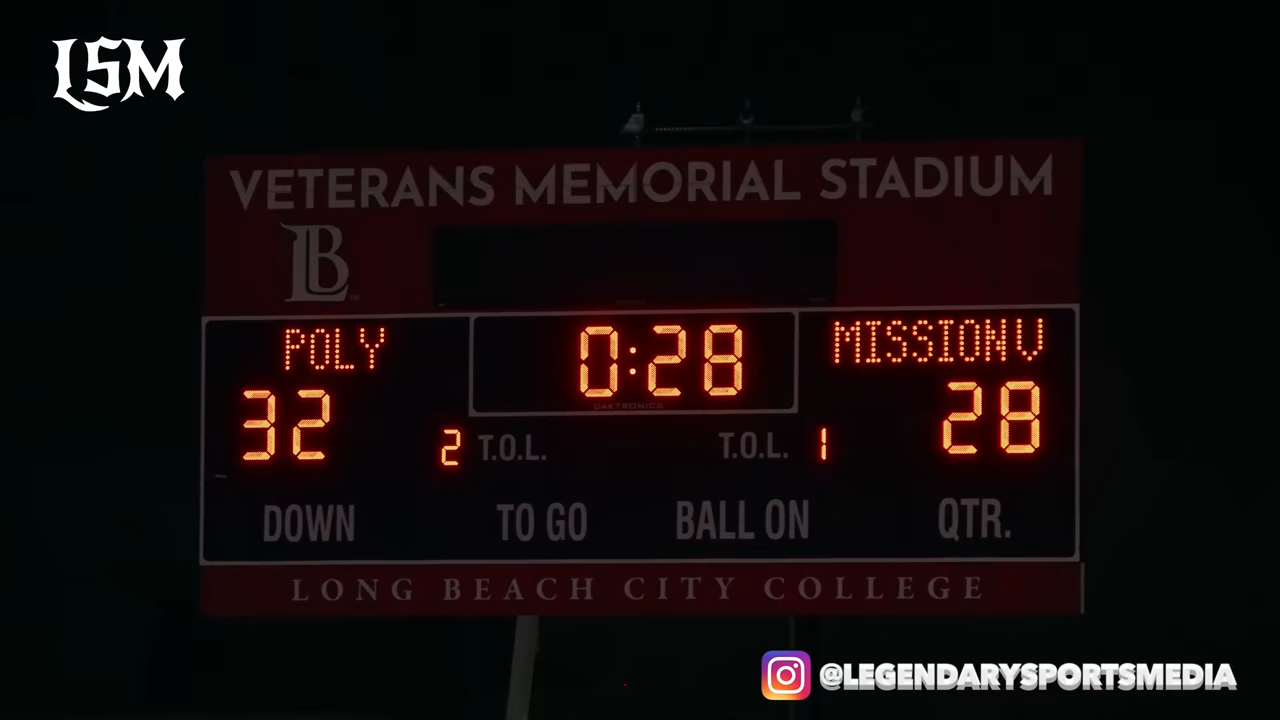 LSM
VETERANS MEMORIAL STADIUM
LB
POLY 0:28 MISSION V
DAKTRONICS
32 2 T.O.L. T.O.L. 1 28
DOWN TO GO BALL ON QTR.
LONG BEACH CITY COLLEGE
@LEGENDARYSPORTSMEDIA